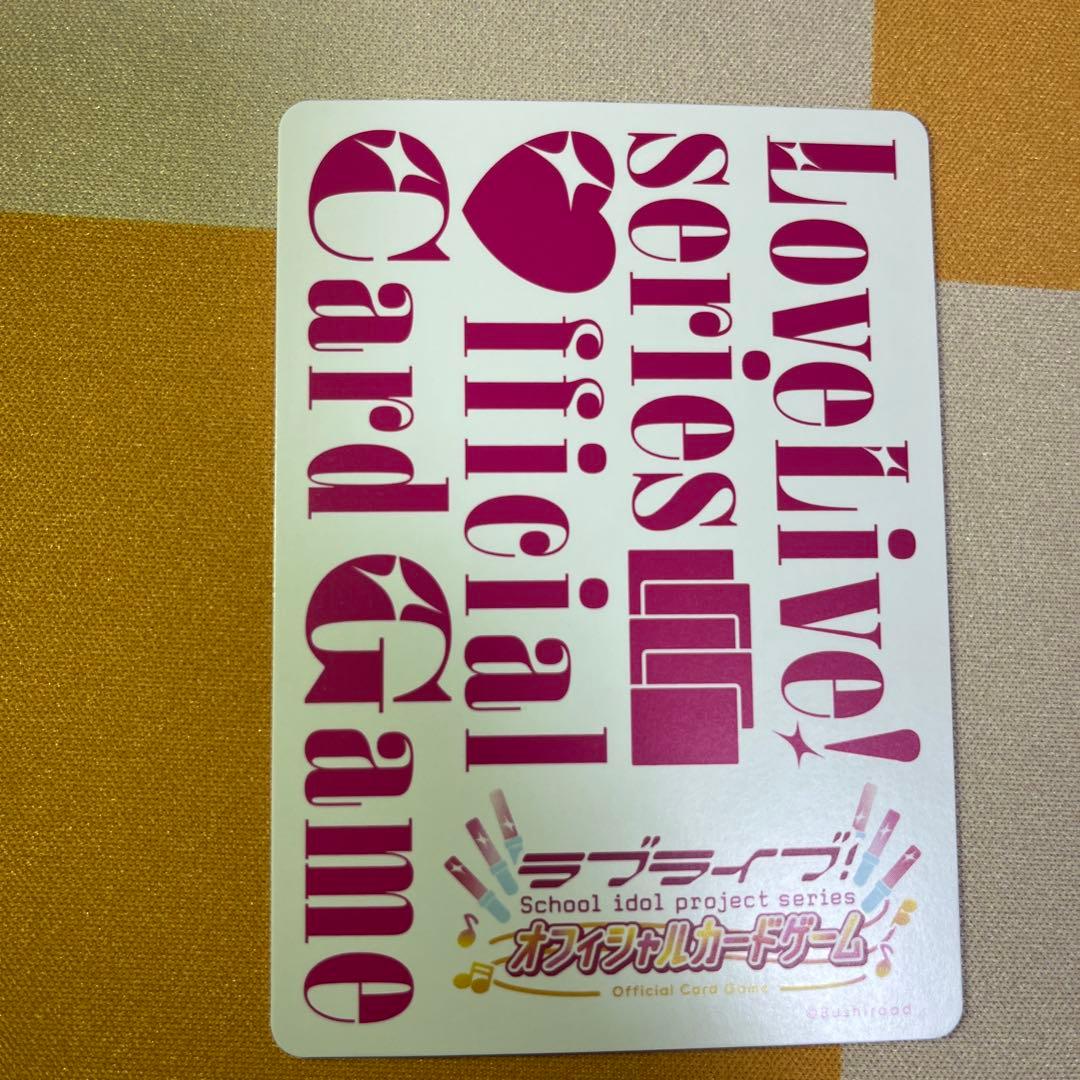 LoveLive!
series
♥fficial
Card Game
ラブライブ!
School idol project series
オフィシャルカードゲーム
Official Card Game
©Bushiroad